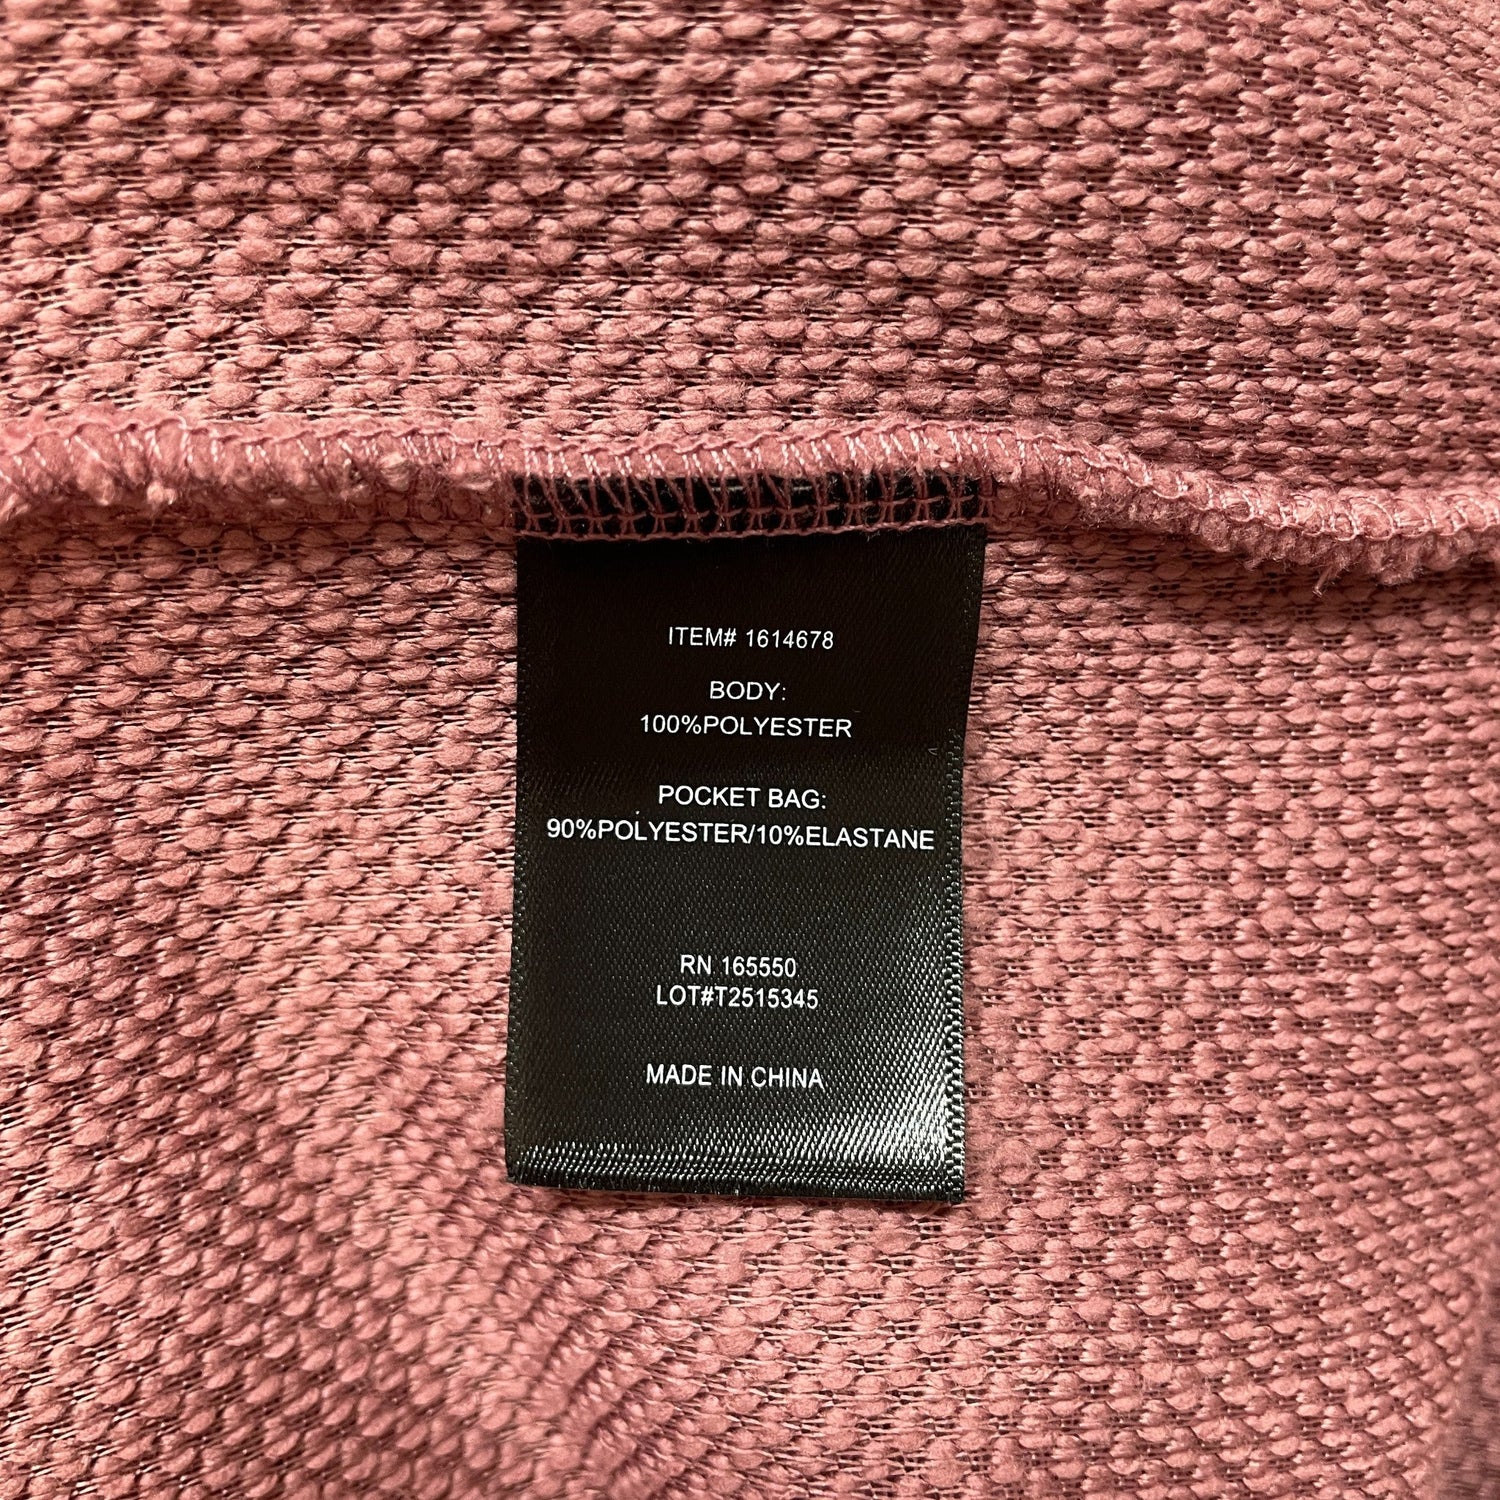 ITEM# 1614678
BODY:
100%POLYESTER
POCKET BAG:
90%POLYESTER/10%ELASTANE
RN 165550
LOT#T2515345
MADE IN CHINA